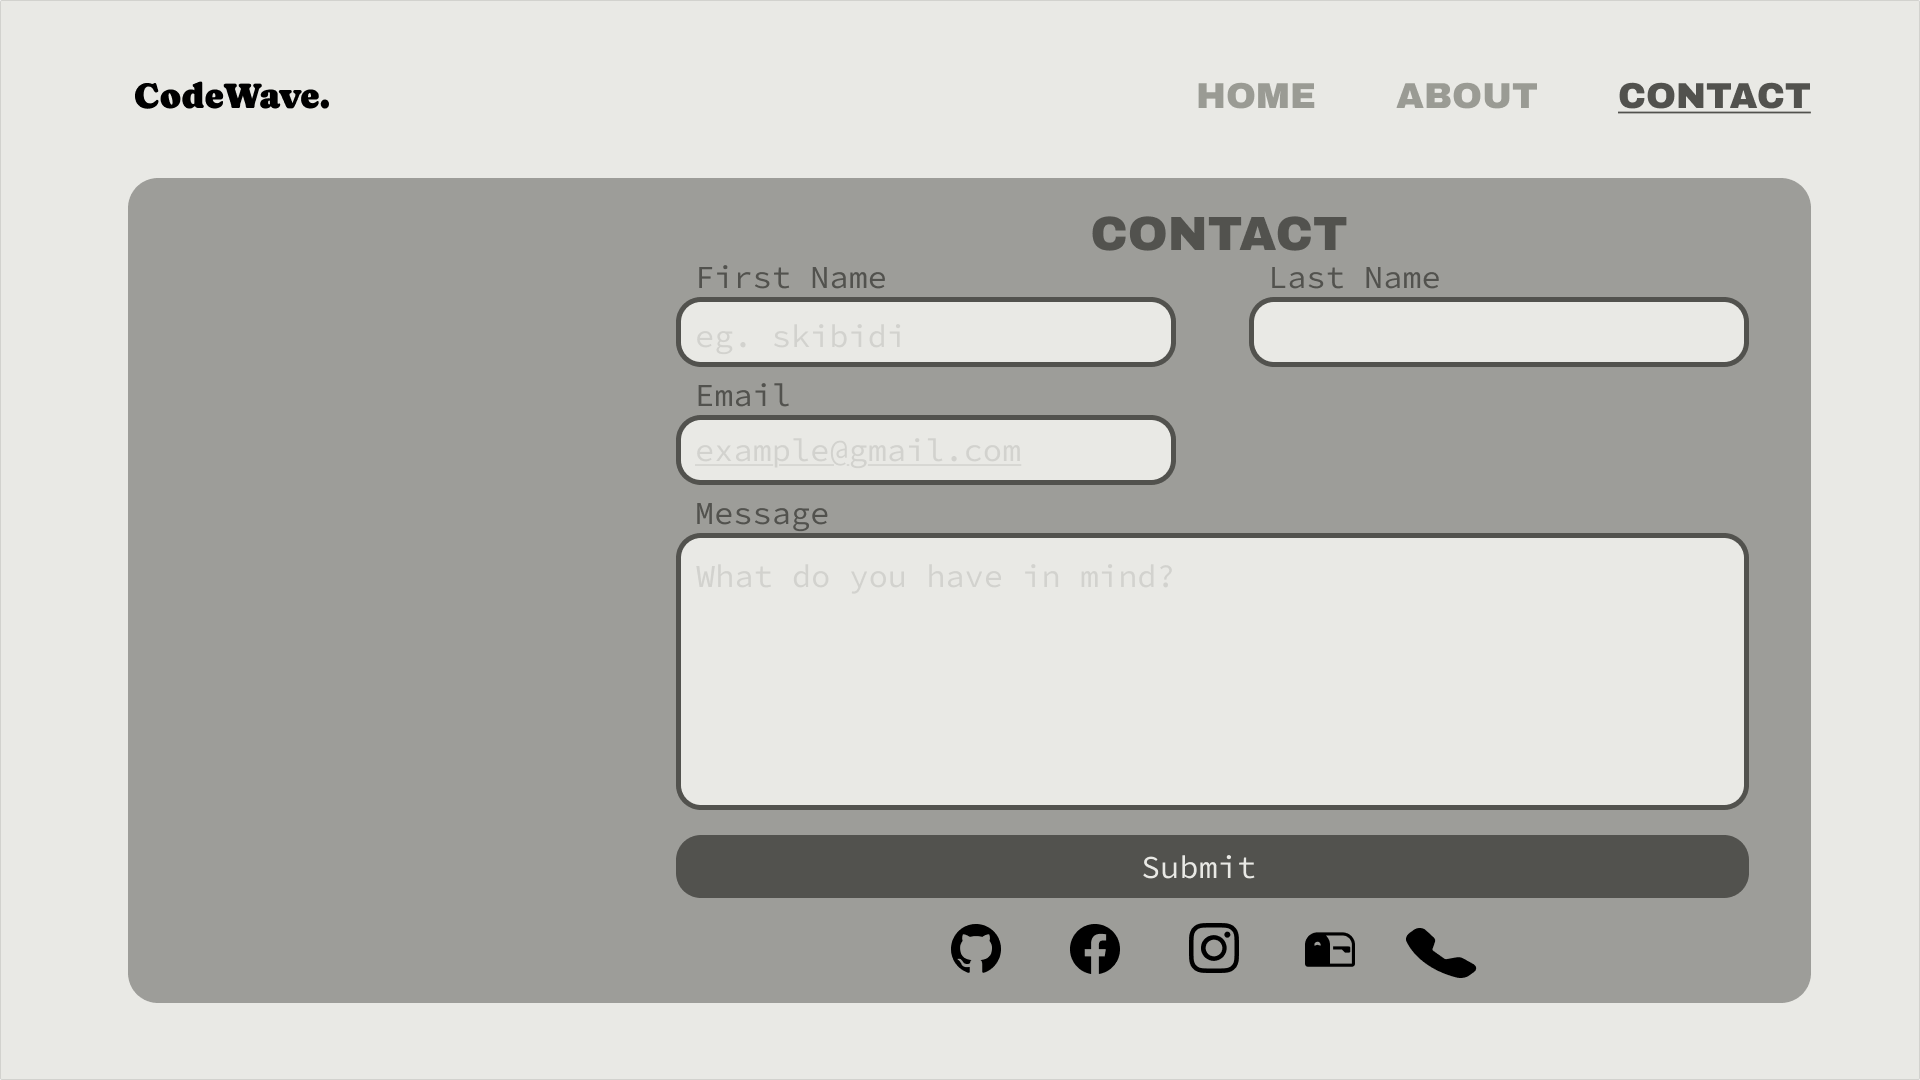 CodeWave.
HOME ABOUT CONTACT
CONTACT
First Name Last Name
eg. skibidi
Email
example@gmail.com
Message
What do you have in mind?
Submit